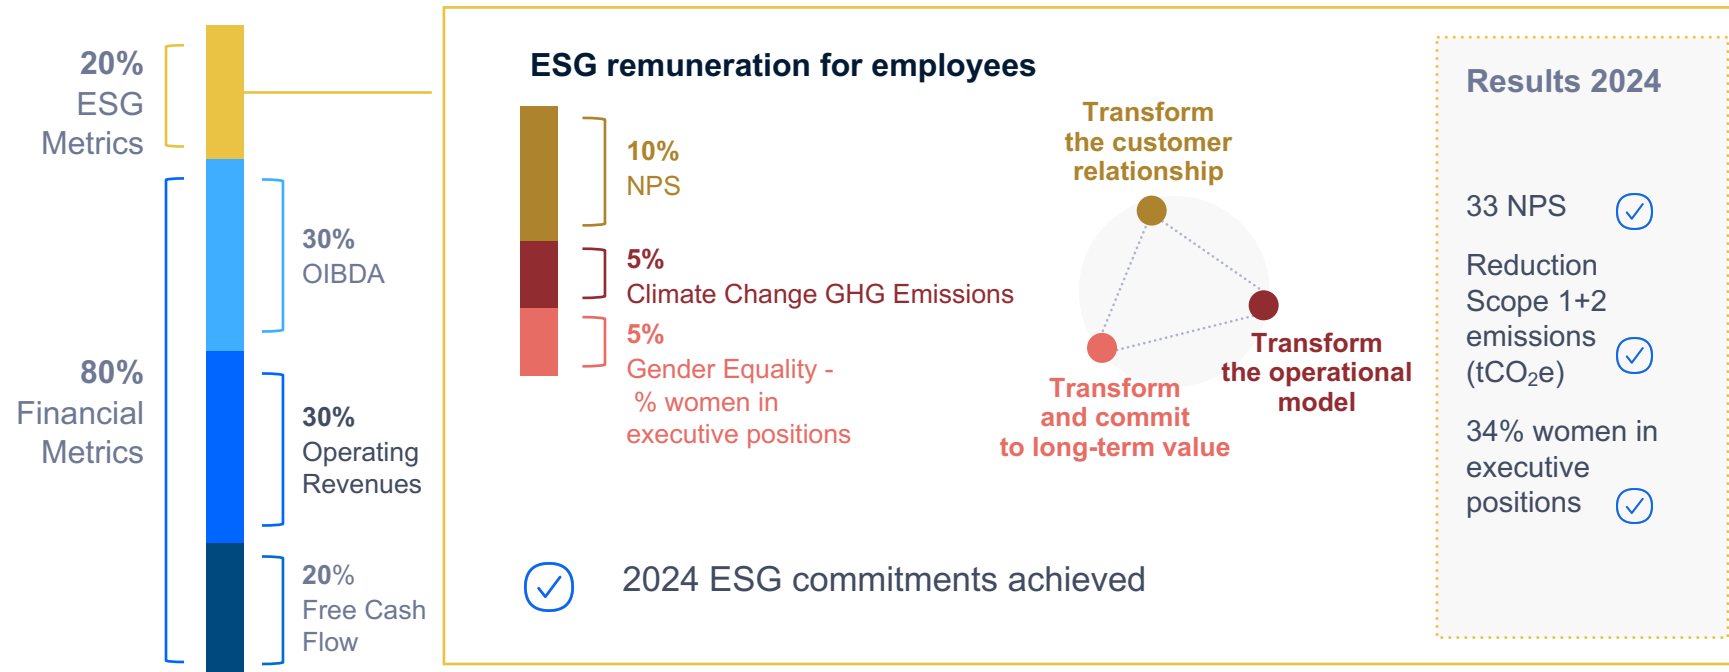 20%
ESG
Metrics
80%
Financial
Metrics
30%
OIBDA
30%
Operating
Revenues
20%
Free Cash
Flow
ESG remuneration for employees
10%
NPS
5%
Climate Change GHG Emissions
5%
Gender Equality -
% women in
executive positions
Transform
the customer
relationship
Transform
the operational
model
Transform
and commit
to long-term value
2024 ESG commitments achieved
Results 2024
33 NPS
Reduction
Scope 1+2
emissions
(tCO₂e)
34% women in
executive
positions